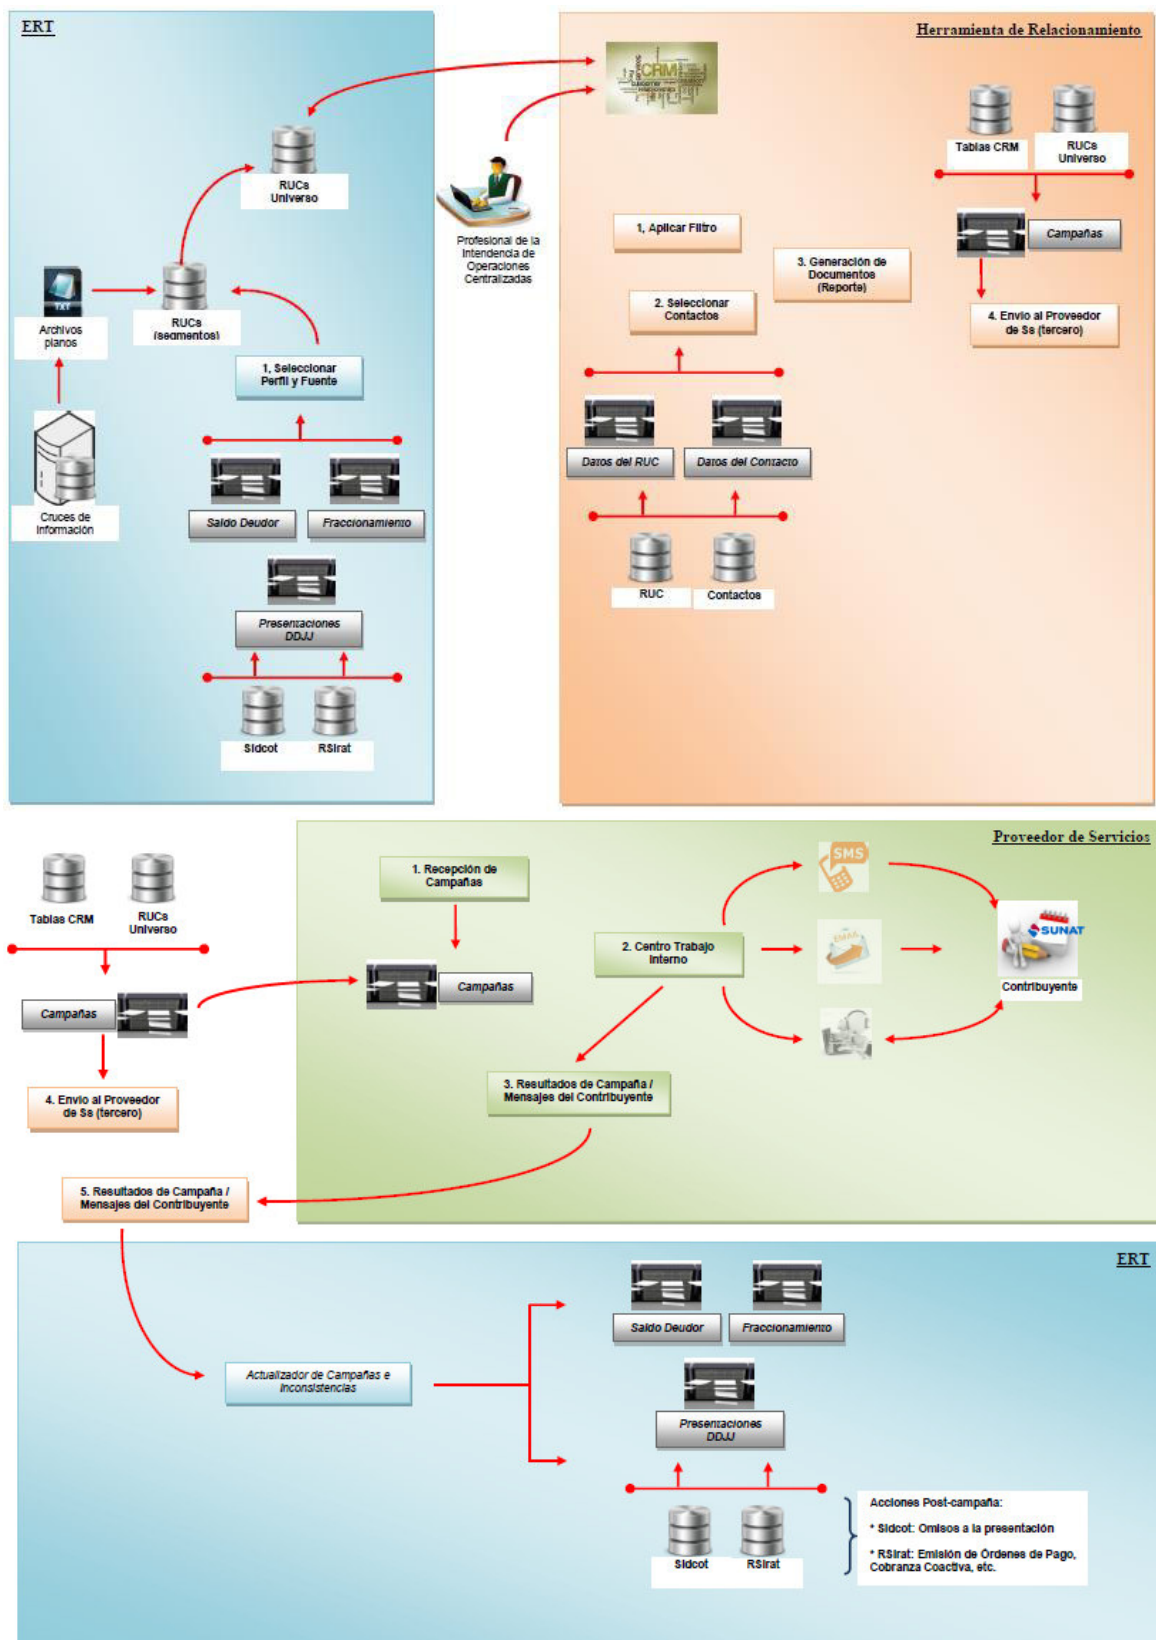 ERT
RUCs
Universo
TXT
Archivos
planos
RUCs
(segmentos)
1, Seleccionar
Perfil y Fuente
Cruces de
Información
Saldo Deudor
Fraccionamiento
Presentaciones
DDJJ
Sidcot
RSirat
Profesional de la
Intendencia de
Operaciones
Centralizadas
Herramienta de Relacionamiento
CRM
Tablas CRM
RUCs
Universo
1, Aplicar Filtro
Campañas
3. Generación de
Documentos
(Reporte)
2. Seleccionar
Contactos
4. Envio al Proveedor
de Ss (tercero)
Datos del RUC
Datos del Contacto
RUC
Contactos
Proveedor de Servicios
Tablas CRM
RUCs
Universo
1. Recepción de
Campañas
SMS
2. Centro Trabajo
Interno
SUNAT
Contribuyente
Campañas
Campañas
4. Envio al Proveedor
de Ss (tercero)
3. Resultados de Campaña /
Mensajes del Contribuyente
5. Resultados de Campaña /
Mensajes del Contribuyente
ERT
Saldo Deudor
Fraccionamiento
Actualizador de Campañas e
Inconsistencias
Presentaciones
DDJJ
Sidcot
RSirat
Acciones Post-campaña:
* Sidcot: Omisos a la presentación
* RSirat: Emisión de Órdenes de Pago,
Cobranza Coactiva, etc.